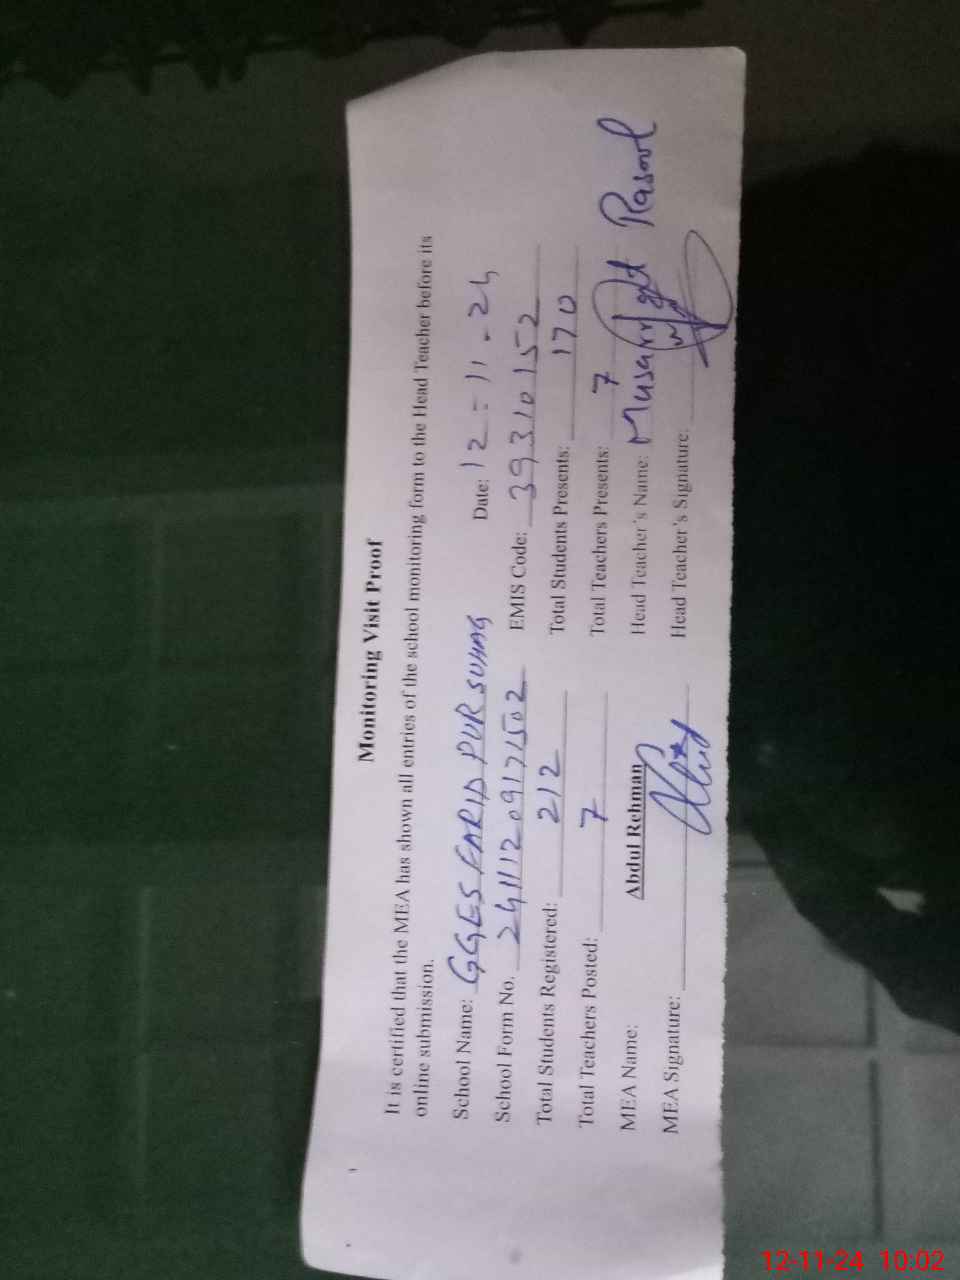 Monitoring Visit Proof
It is certified that the MEA has shown all entries of the school monitoring form to the Head Teacher before its
online submission.
School Name: GGES FARID PUR SUHAG Date: 12-11-24
School Form No. 24111209171502 EMIS Code: 39310152
Total Students Registered: 212 Total Students Presents: 170
Total Teachers Posted: 7 Total Teachers Presents: 7
MEA Name: Abdul Rehman Head Teacher's Name: Musarrat Rasool
MEA Signature: Head Teacher's Signature:
12-11-24 10:02